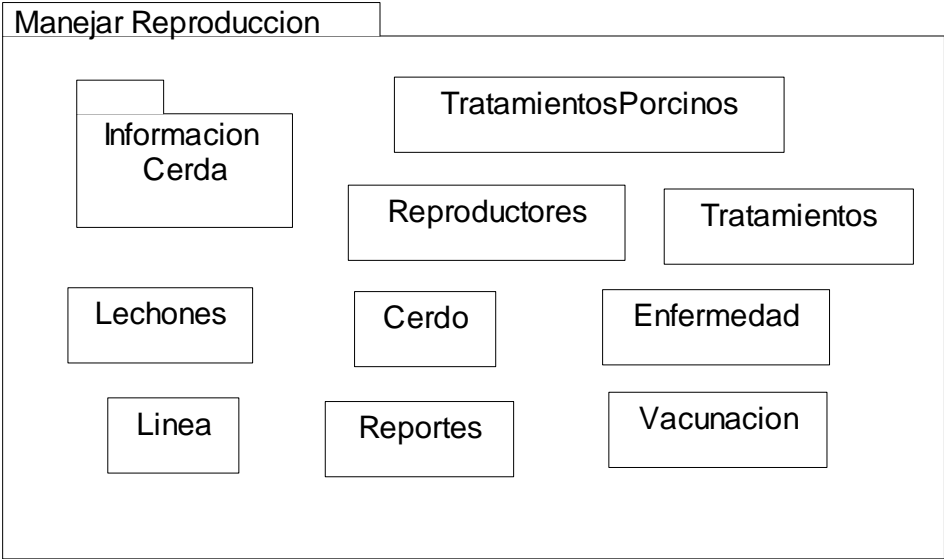 Manejar Reproduccion
TratamientosPorcinos
Informacion
Cerda
Reproductores
Tratamientos
Lechones
Cerdo
Enfermedad
Linea
Reportes
Vacunacion